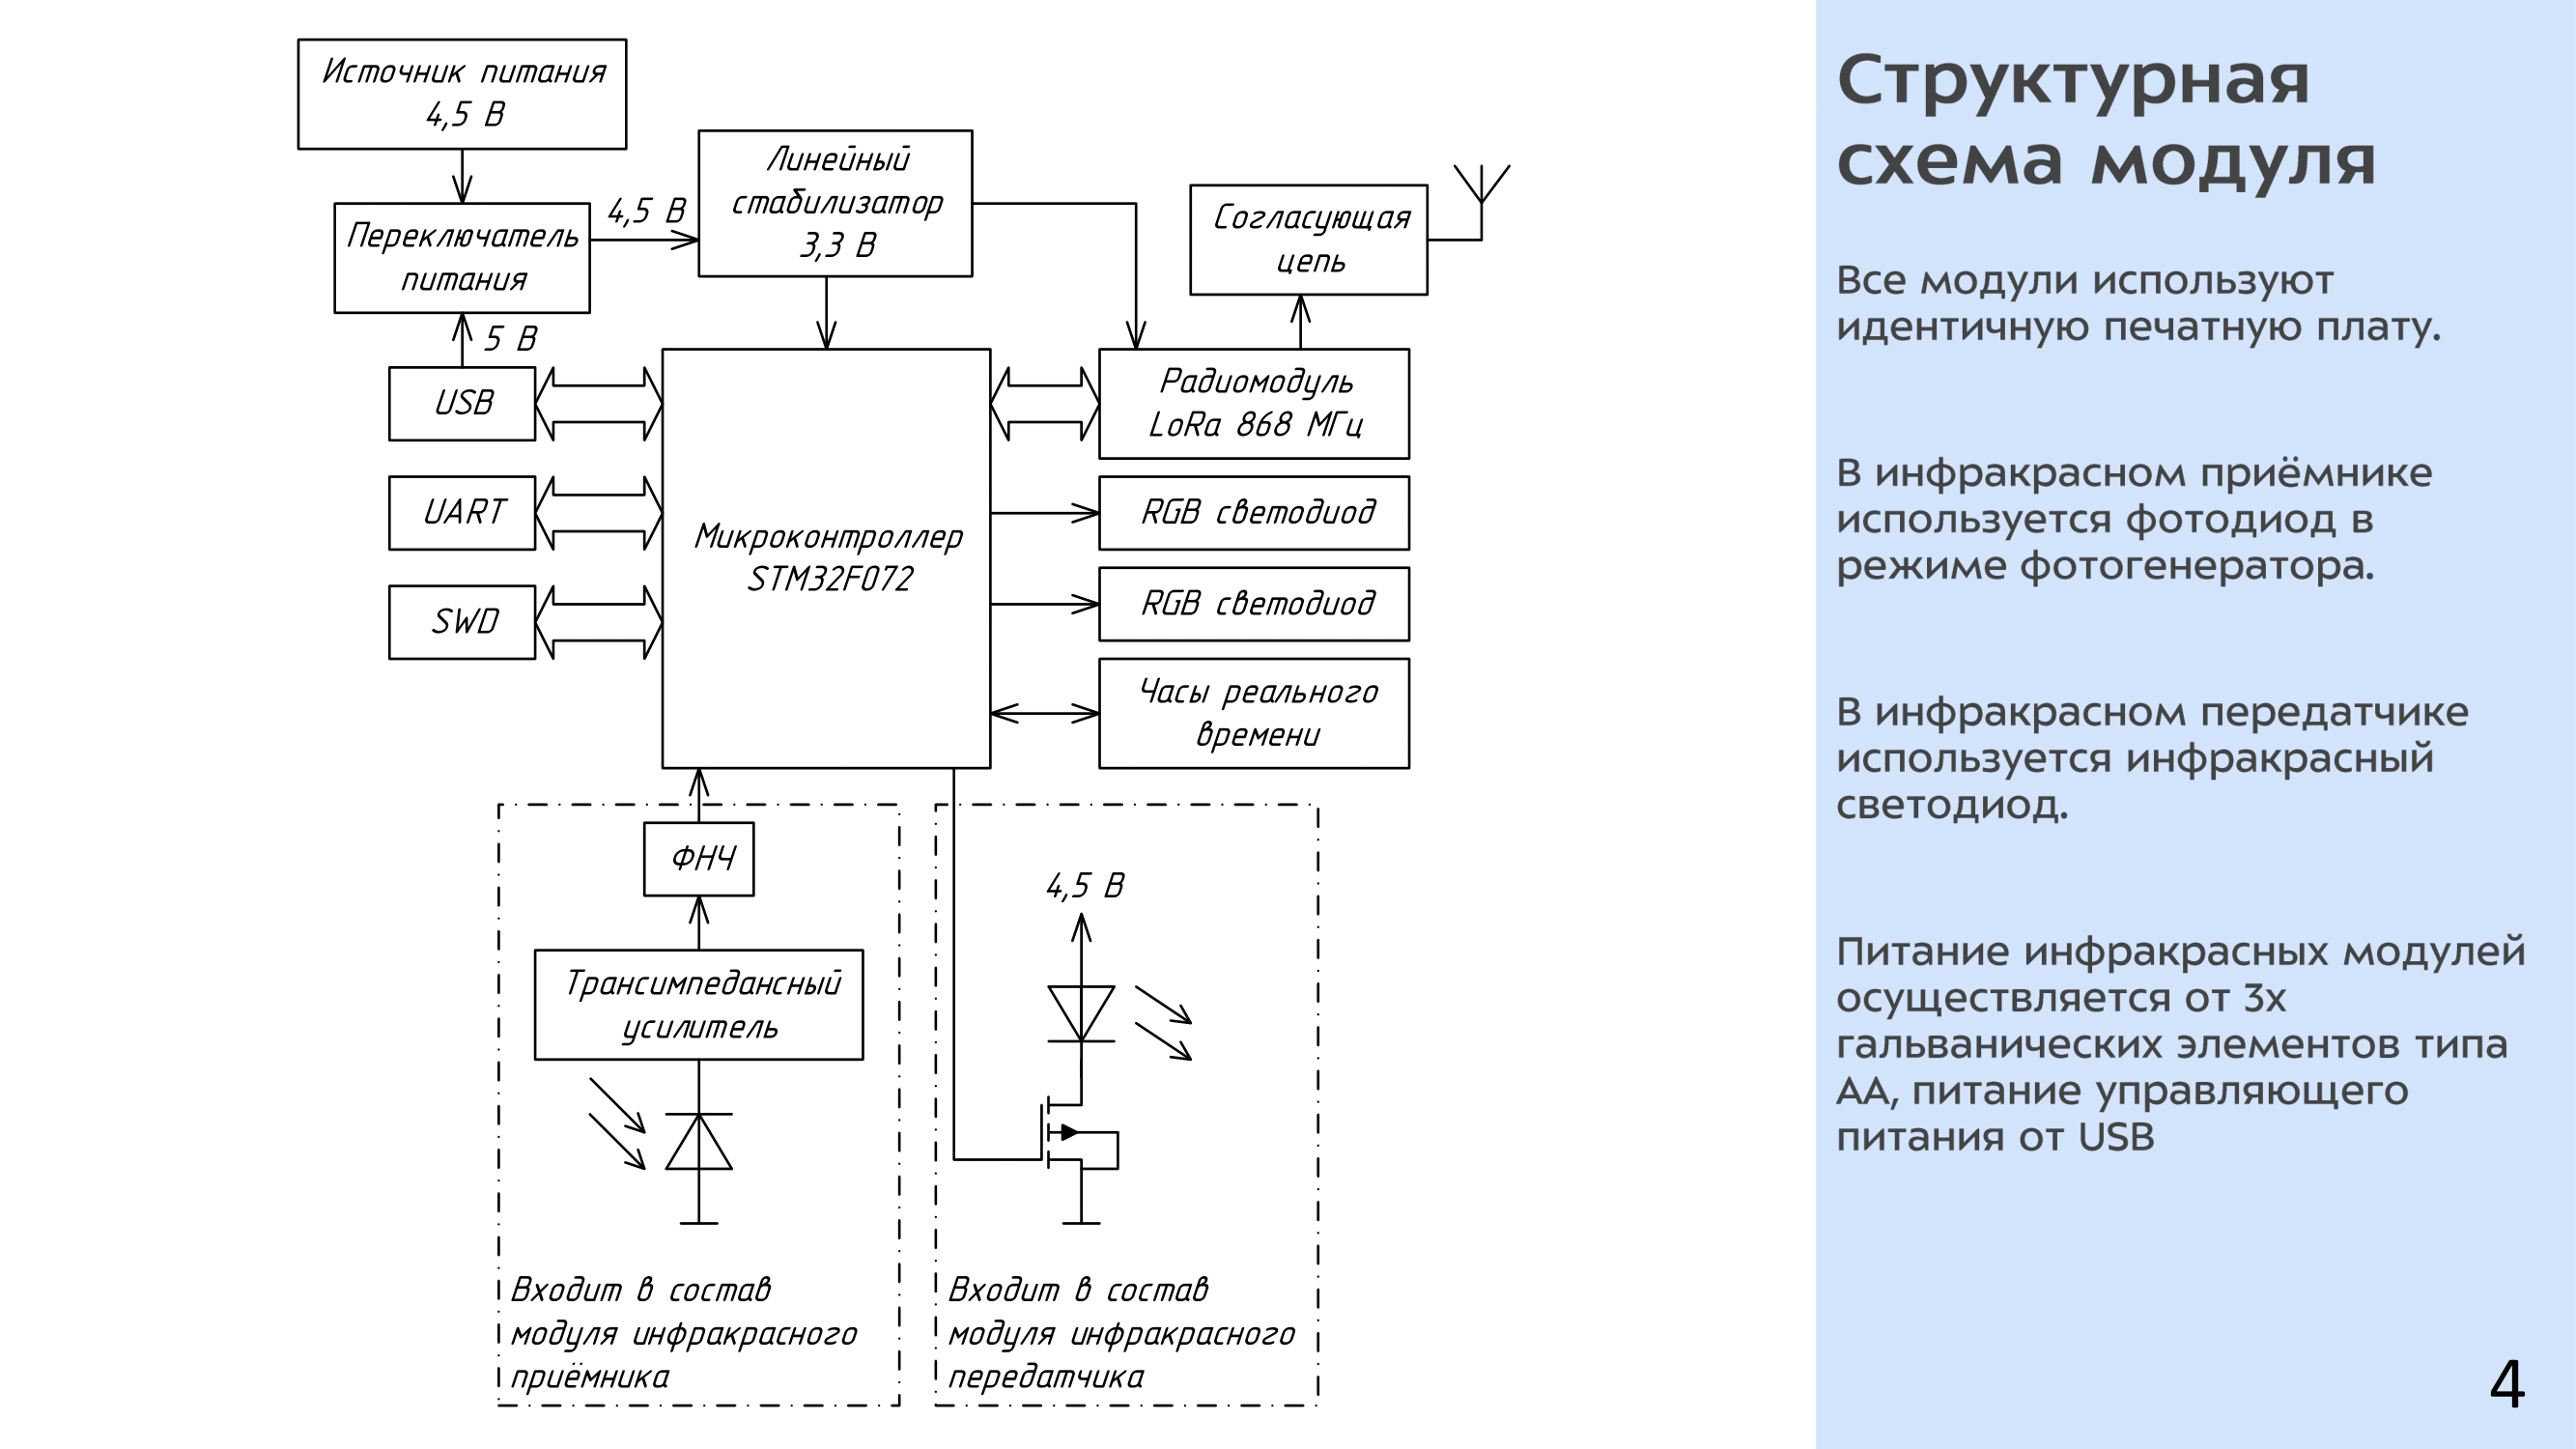 Источник питания
4,5 В
Переключатель
питания
4,5 В
Линейный
стабилизатор
3,3 В
Согласующая
цепь
5 В
USB
UART
SWD
Микроконтроллер
STM32F072
Радиомодуль
LoRa 868 МГц
RGB светодиод
RGB светодиод
Часы реального
времени
ФНЧ
Трансимпедансный
усилитель
Входит в состав
модуля инфракрасного
приёмника
4,5 В
Входит в состав
модуля инфракрасного
передатчика
Структурная
схема модуля
Все модули используют
идентичную печатную плату.
В инфракрасном приёмнике
используется фотодиод в
режиме фотогенератора.
В инфракрасном передатчике
используется инфракрасный
светодиод.
Питание инфракрасных модулей
осуществляется от 3х
гальванических элементов типа
АА, питание управляющего
питания от USB
4